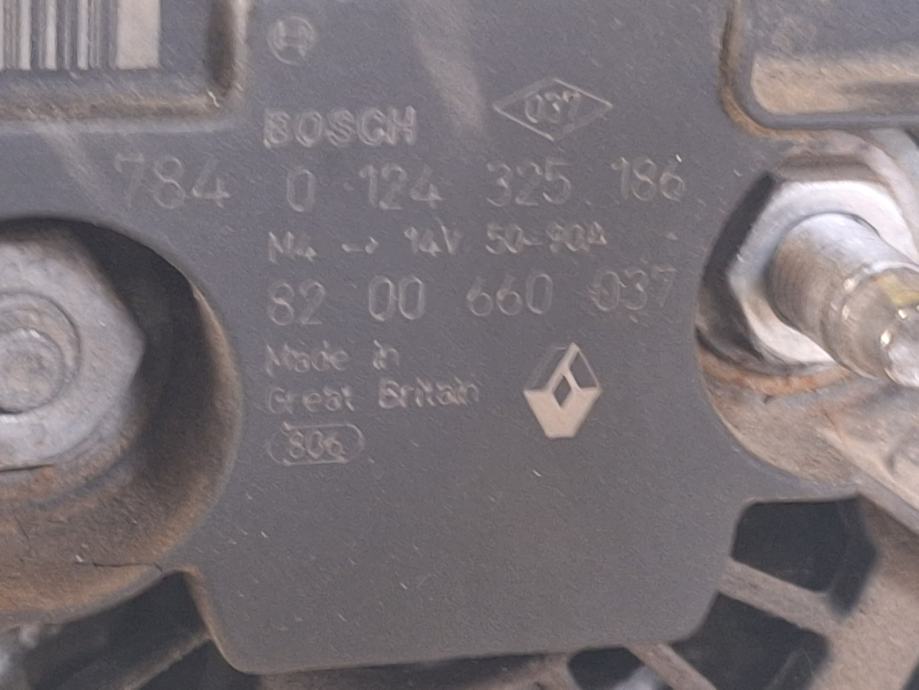 037
BOSCH
784 0 124 325 186
M4 -> 14V 50-90A
82 00 660 037
Made in
Great Britain
806